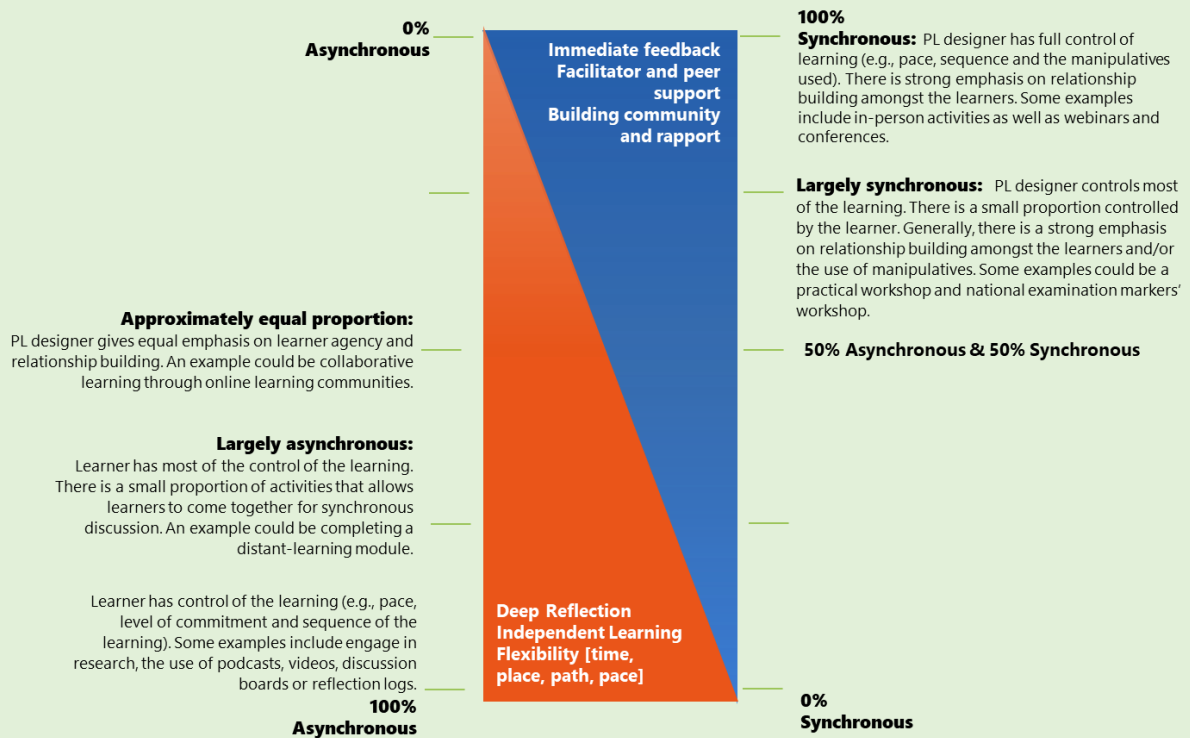 0%
Asynchronous
Immediate feedback
Facilitator and peer
support
Building community
and rapport
100%
Synchronous: PL designer has full control of
learning (e.g., pace, sequence and the manipulatives
used). There is strong emphasis on relationship
building amongst the learners. Some examples
include in-person activities as well as webinars and
conferences.
Largely synchronous: PL designer controls most
of the learning. There is a small proportion controlled
by the learner. Generally, there is a strong emphasis
on relationship building amongst the learners and/or
the use of manipulatives. Some examples could be a
practical workshop and national examination markers’
workshop.
Approximately equal proportion:
PL designer gives equal emphasis on learner agency and
relationship building. An example could be collaborative
learning through online learning communities.
50% Asynchronous & 50% Synchronous
Largely asynchronous:
Learner has most of the control of the learning.
There is a small proportion of activities that allows
learners to come together for synchronous
discussion. An example could be completing a
distant-learning module.
Learner has control of the learning (e.g., pace,
level of commitment and sequence of the
learning). Some examples include engage in
research, the use of podcasts, videos, discussion
boards or reflection logs.
100%
Asynchronous
Deep Reflection
Independent Learning
Flexibility [time,
place, path, pace]
0%
Synchronous